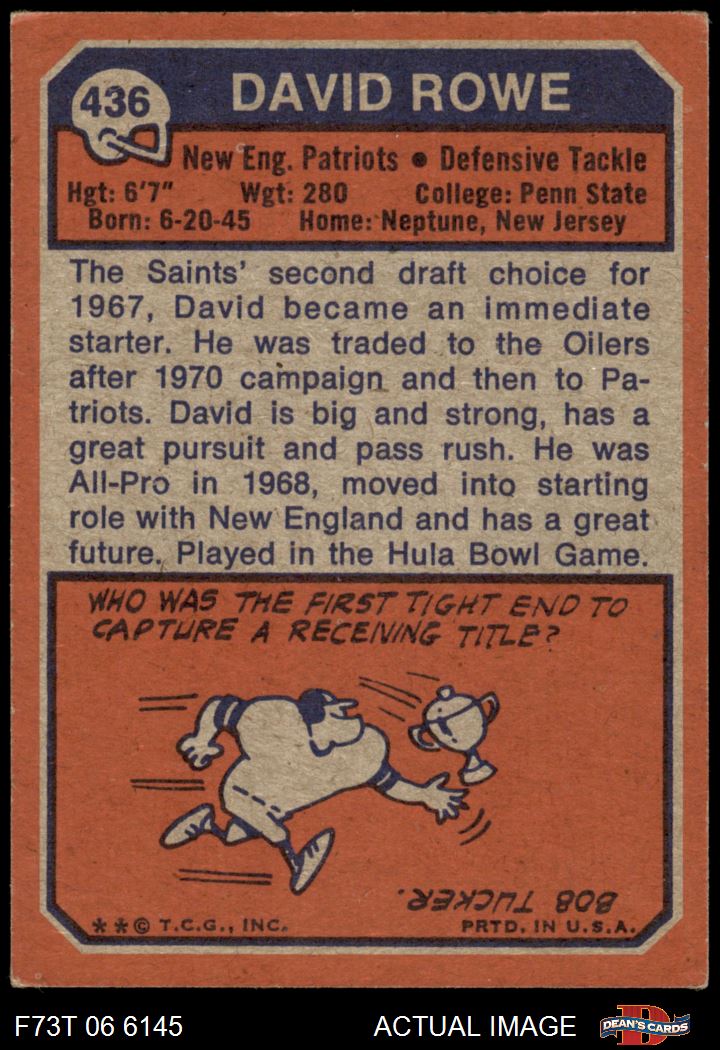 436
DAVID ROWE
New Eng. Patriots • Defensive Tackle
Hgt: 6'7" Wgt: 280 College: Penn State
Born: 6-20-45 Home: Neptune, New Jersey
The Saints' second draft choice for
1967, David became an immediate
starter. He was traded to the Oilers
after 1970 campaign and then to Pa-
triots. David is big and strong, has a
great pursuit and pass rush. He was
All-Pro in 1968, moved into starting
role with New England and has a great
future. Played in the Hula Bowl Game.
WHO WAS THE FIRST TIGHT END TO
CAPTURE A RECEIVING TITLE?
BOB TUCKER.
**© T.C.G., INC. PRTD. IN U.S.A.
F73T 06 6145 ACTUAL IMAGE D DEAN'S CARDS